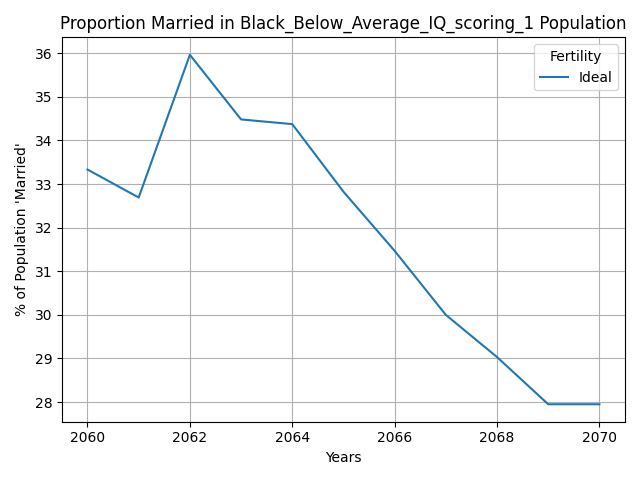 Proportion Married in Black_Below_Average_IQ_scoring_1 Population
36
35
34
33
32
31
30
29
28
% of Population 'Married'
Fertility
Ideal
2060 2062 2064 2066 2068 2070
Years